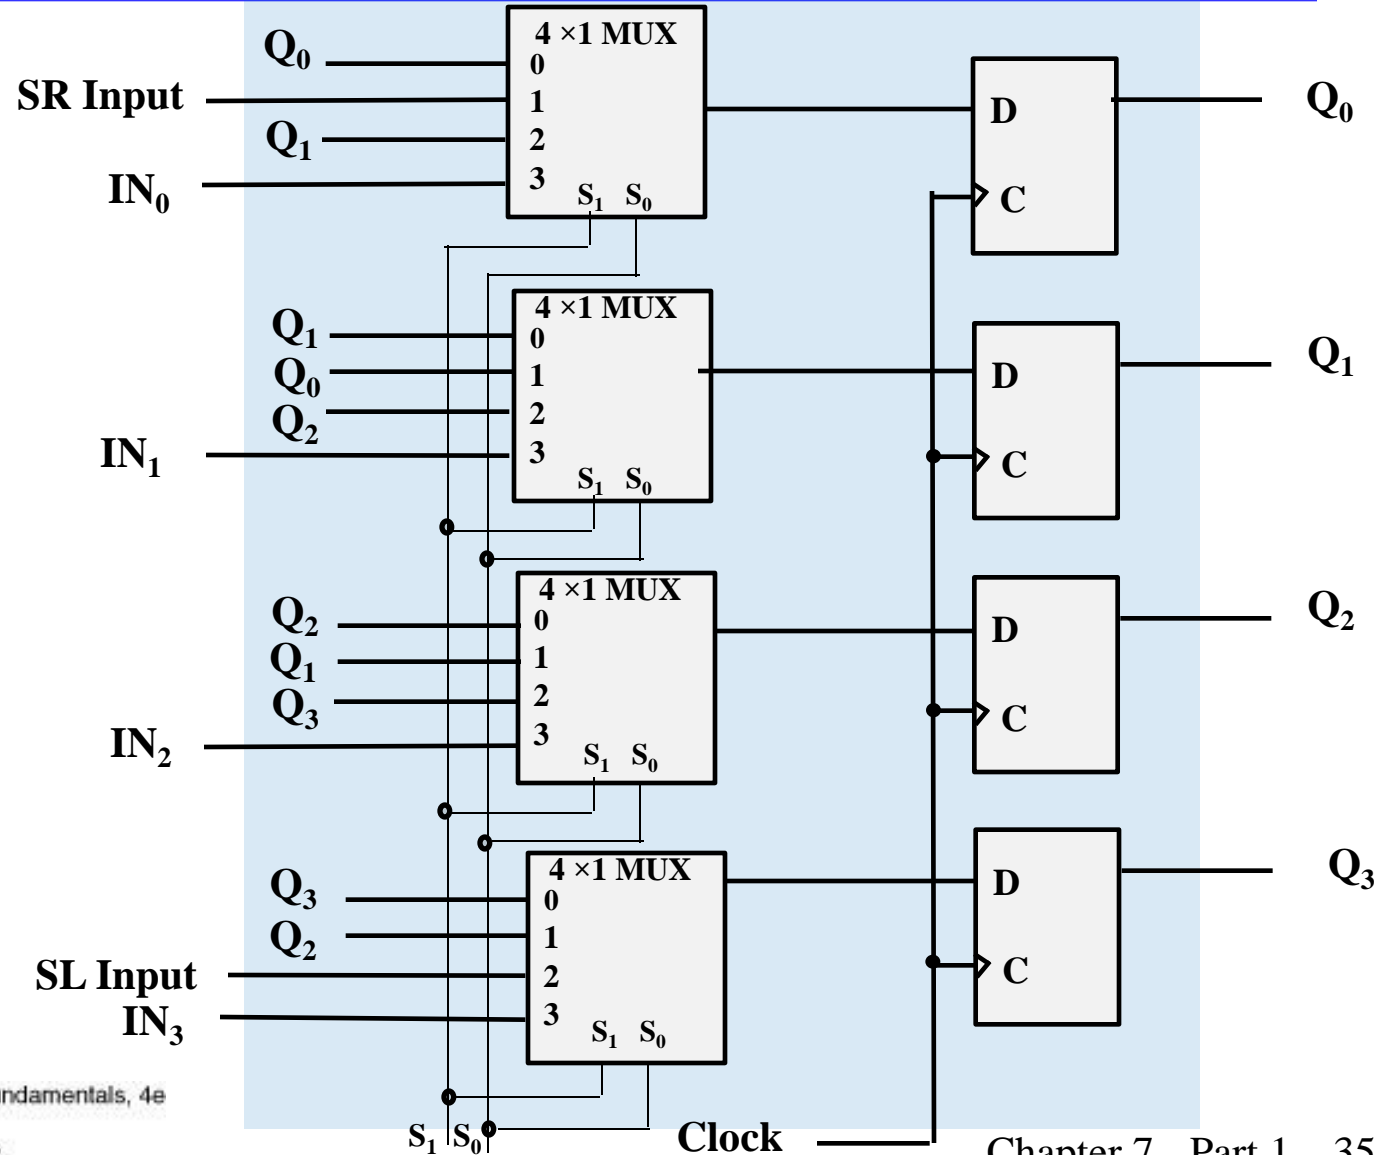 4 ×1 MUX
Q₀ 0
SR Input 1 D Q₀
Q₁ 2
IN₀ 3
S₁ S₀ C
4 ×1 MUX
Q₁ 0
Q₀ 1 D Q₁
Q₂ 2
IN₁ 3
S₁ S₀ C
4 ×1 MUX
Q₂ 0 D Q₂
Q₁ 1
Q₃ 2
IN₂ 3
S₁ S₀ C
4 ×1 MUX
Q₃ 0 D Q₃
Q₂ 1
SL Input 2 C
IN₃ 3
S₁ S₀
ndamentals, 4e
S₁ S₀ Clock
Chapter 7 Part 1 35